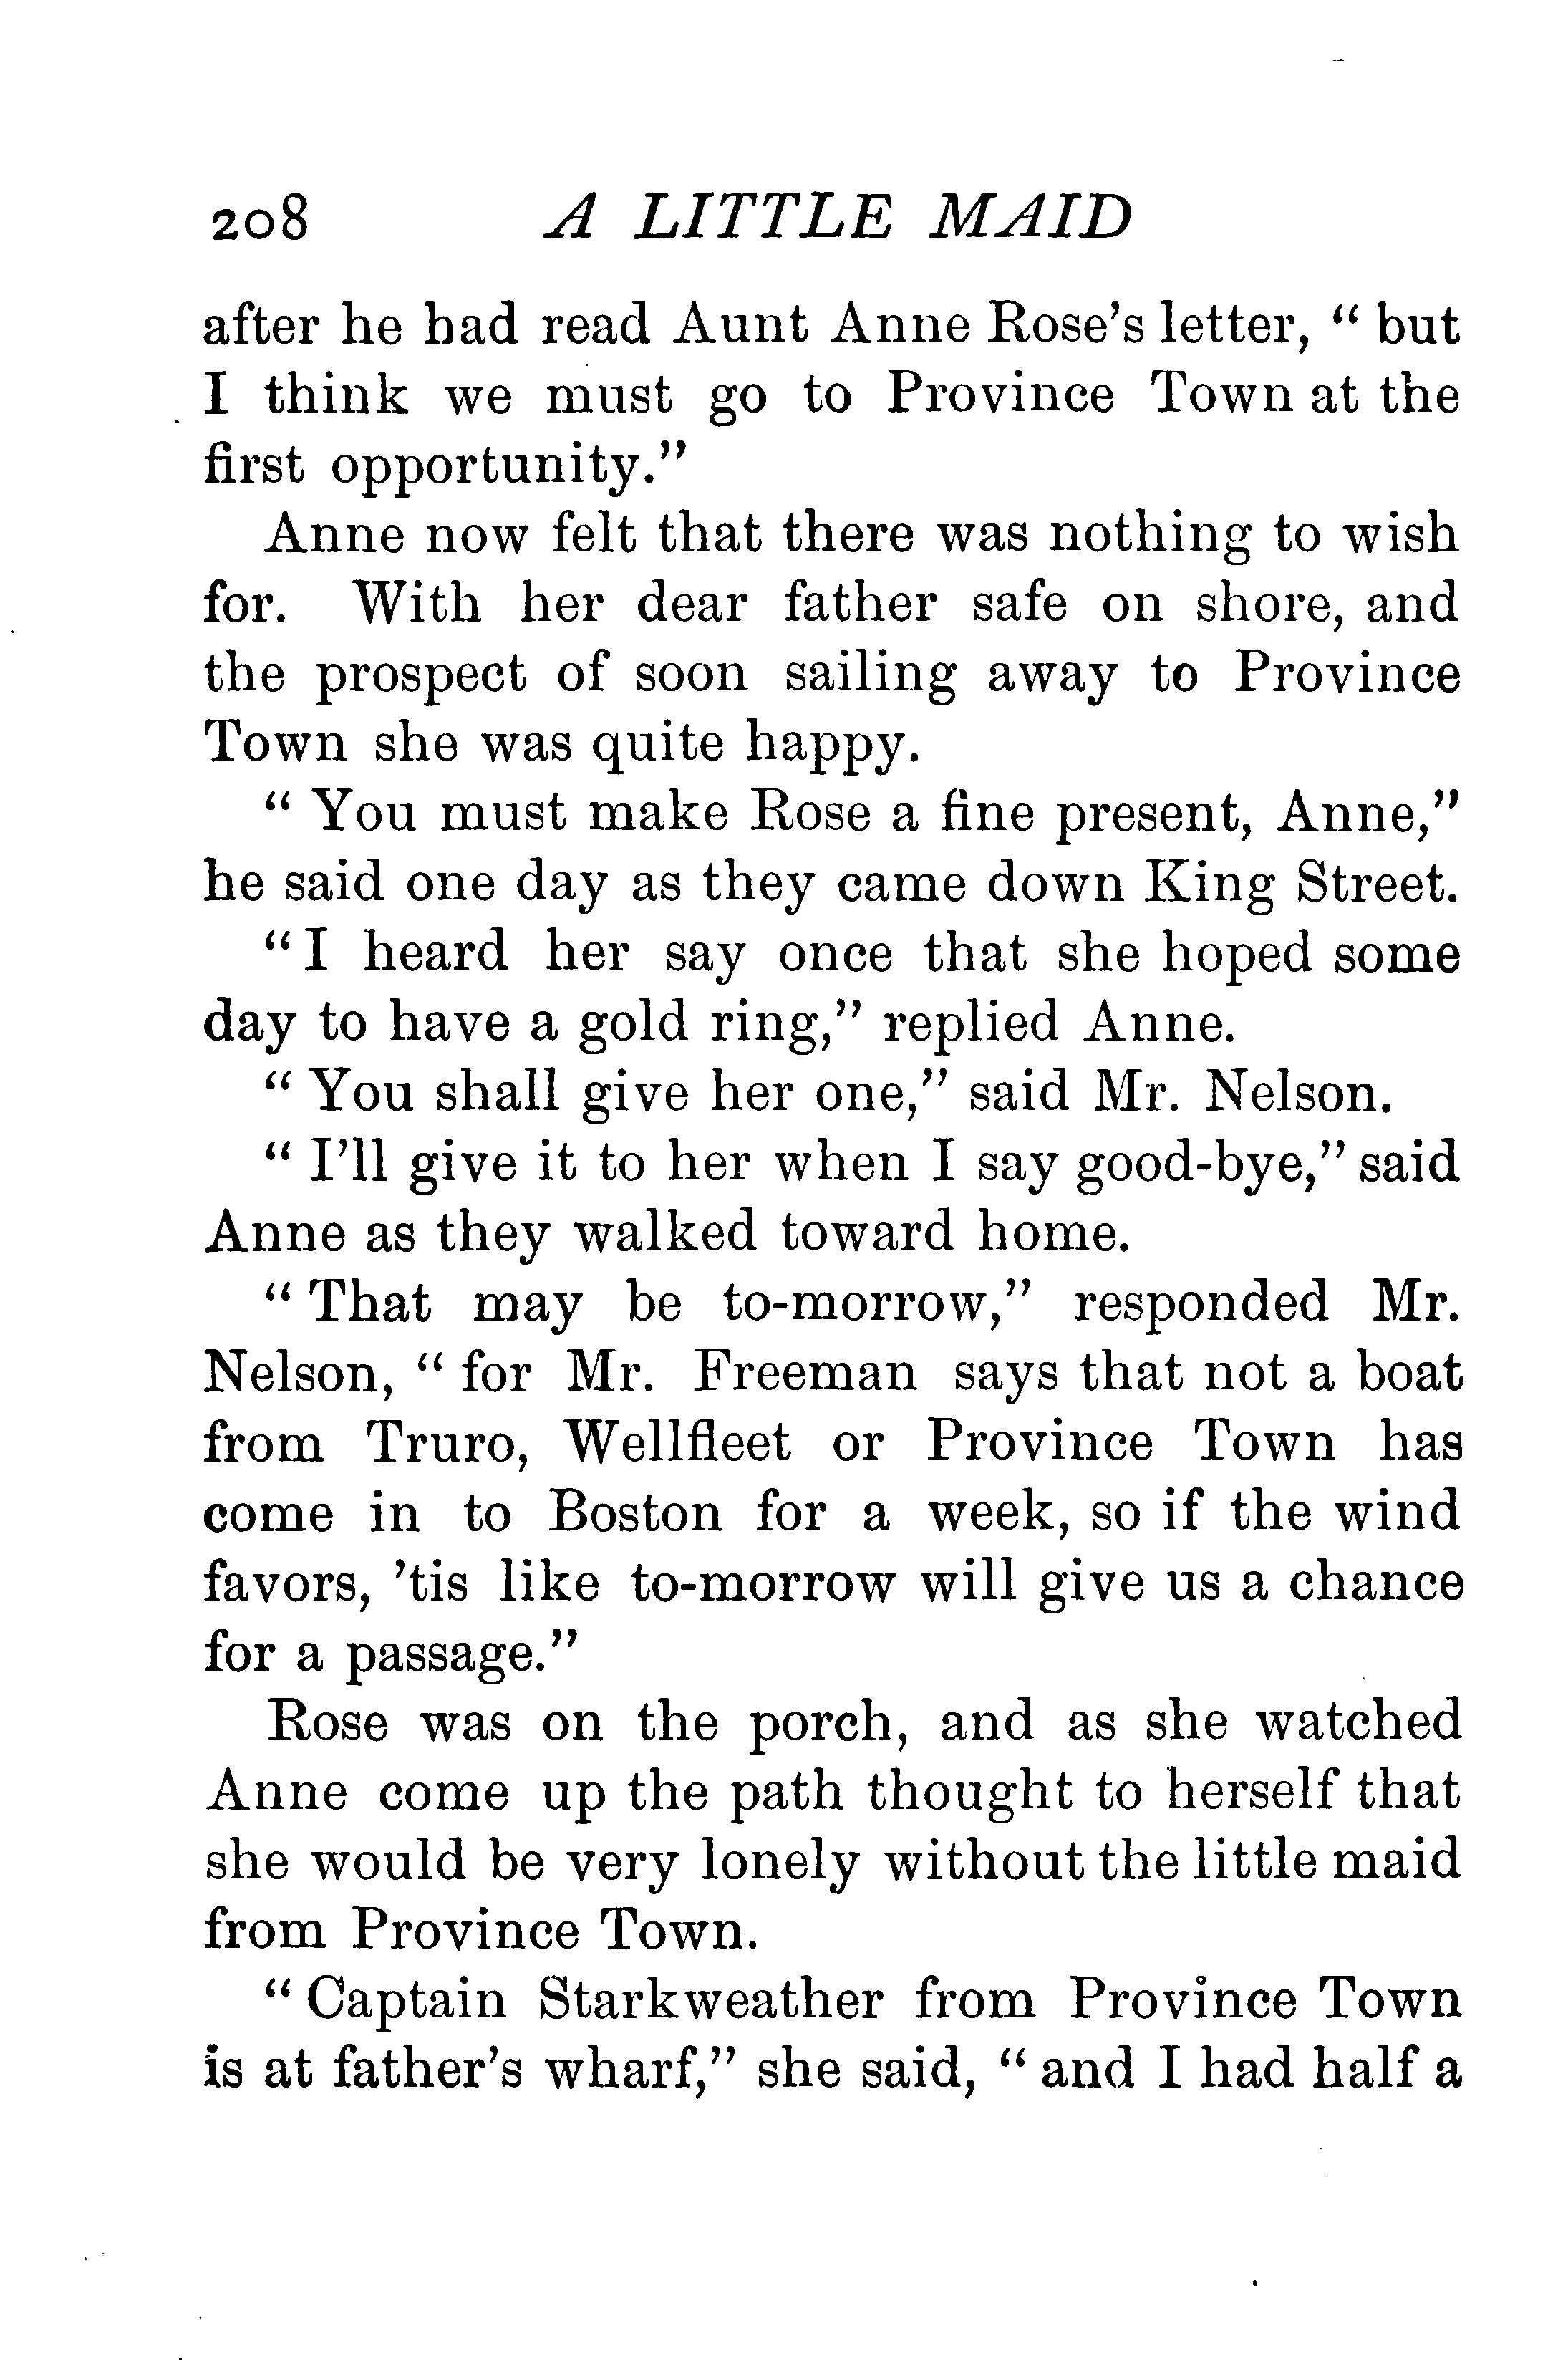 208 A LITTLE MAID
after he had read Aunt Anne Rose's letter, “ but
I think we must go to Province Town at the
first opportunity.”
Anne now felt that there was nothing to wish
for. With her dear father safe on shore, and
the prospect of soon sailing away to Province
Town she was quite happy.
“ You must make Rose a fine present, Anne,”
he said one day as they came down King Street.
“ I heard her say once that she hoped some
day to have a gold ring,” replied Anne.
“ You shall give her one,” said Mr. Nelson.
“ I'll give it to her when I say good-bye,” said
Anne as they walked toward home.
“ That may be to-morrow,” responded Mr.
Nelson, “ for Mr. Freeman says that not a boat
from Truro, Wellfleet or Province Town has
come in to Boston for a week, so if the wind
favors, 'tis like to-morrow will give us a chance
for a passage.”
Rose was on the porch, and as she watched
Anne come up the path thought to herself that
she would be very lonely without the little maid
from Province Town.
“ Captain Starkweather from Province Town
is at father's wharf,” she said, “ and I had half a